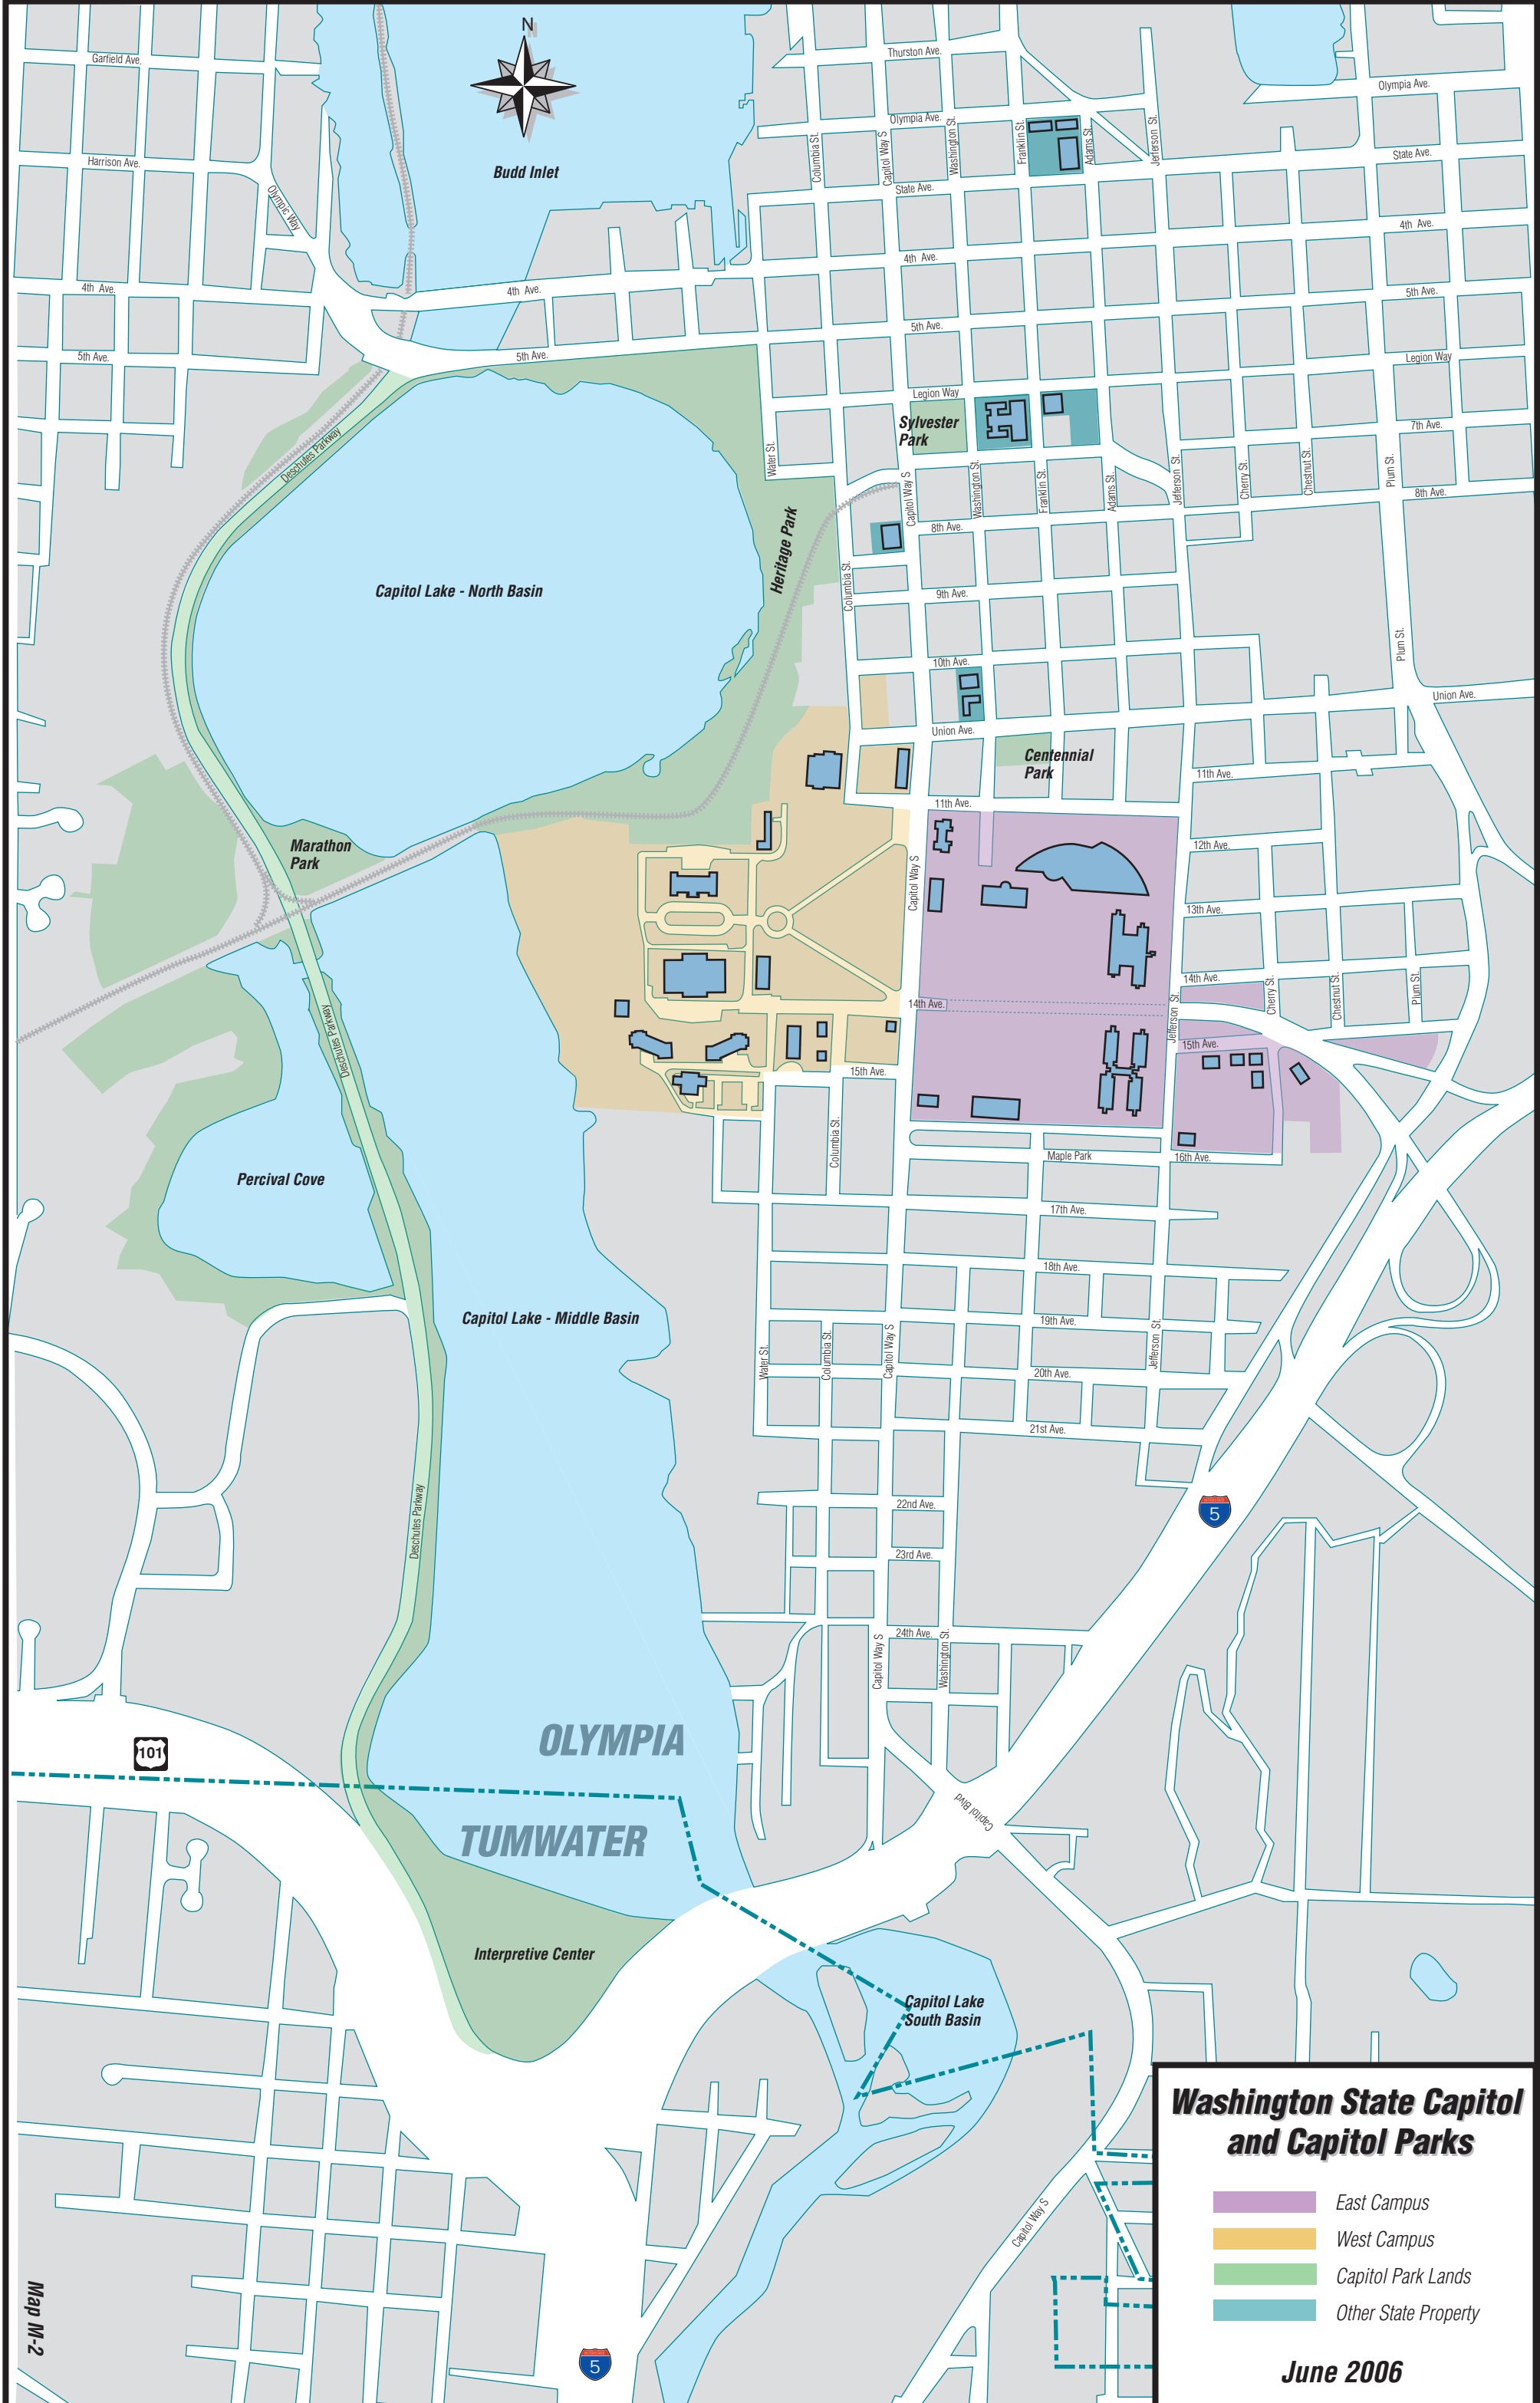 N
Thurston Ave.
Garfield Ave.
Olympia Ave.
Olympia Ave.
Columbia St.
Capitol Way S
Washington St.
Franklin St.
Adams St.
Jefferson St.
State Ave.
Harrison Ave.
Budd Inlet
State Ave.
Olympic Way
4th Ave.
4th Ave.
4th Ave.
4th Ave.
5th Ave.
5th Ave.
5th Ave.
5th Ave.
Legion Way
Legion Way
Sylvester
Park
7th Ave.
Deschutes Parkway
Water St.
Capitol Way S
Washington St.
Franklin St.
Adams St.
Jefferson St.
Cherry St.
Chestnut St.
Plum St.
8th Ave.
8th Ave.
Heritage Park
Columbia St.
Capitol Lake - North Basin
9th Ave.
Plum St.
10th Ave.
Union Ave.
Union Ave.
Centennial
Park
11th Ave.
11th Ave.
Marathon
Park
12th Ave.
Capitol Way S
13th Ave.
14th Ave.
14th Ave.
Cherry St.
Chestnut St.
Plum St.
Jefferson St.
Deschutes Parkway
15th Ave.
15th Ave.
Columbia St.
Maple Park
16th Ave.
Percival Cove
17th Ave.
18th Ave.
Capitol Lake - Middle Basin
19th Ave.
Water St.
Columbia St.
Capitol Way S
Jefferson St.
20th Ave.
21st Ave.
22nd Ave.
5
Deschutes Parkway
23rd Ave.
24th Ave.
Capitol Way S
Washington St.
OLYMPIA
101
Capitol Blvd
TUMWATER
Interpretive Center
Capitol Lake
South Basin
Capitol Way S
5
Map M-2
Washington State Capitol
and Capitol Parks
East Campus
West Campus
Capitol Park Lands
Other State Property
June 2006